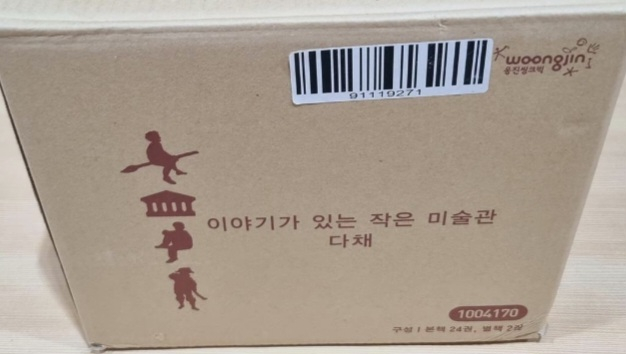 woongjin
웅진씽크빅
91119271
이야기가 있는 작은 미술관
다채
1004170
구성 I 본책 24권, 별책 2권